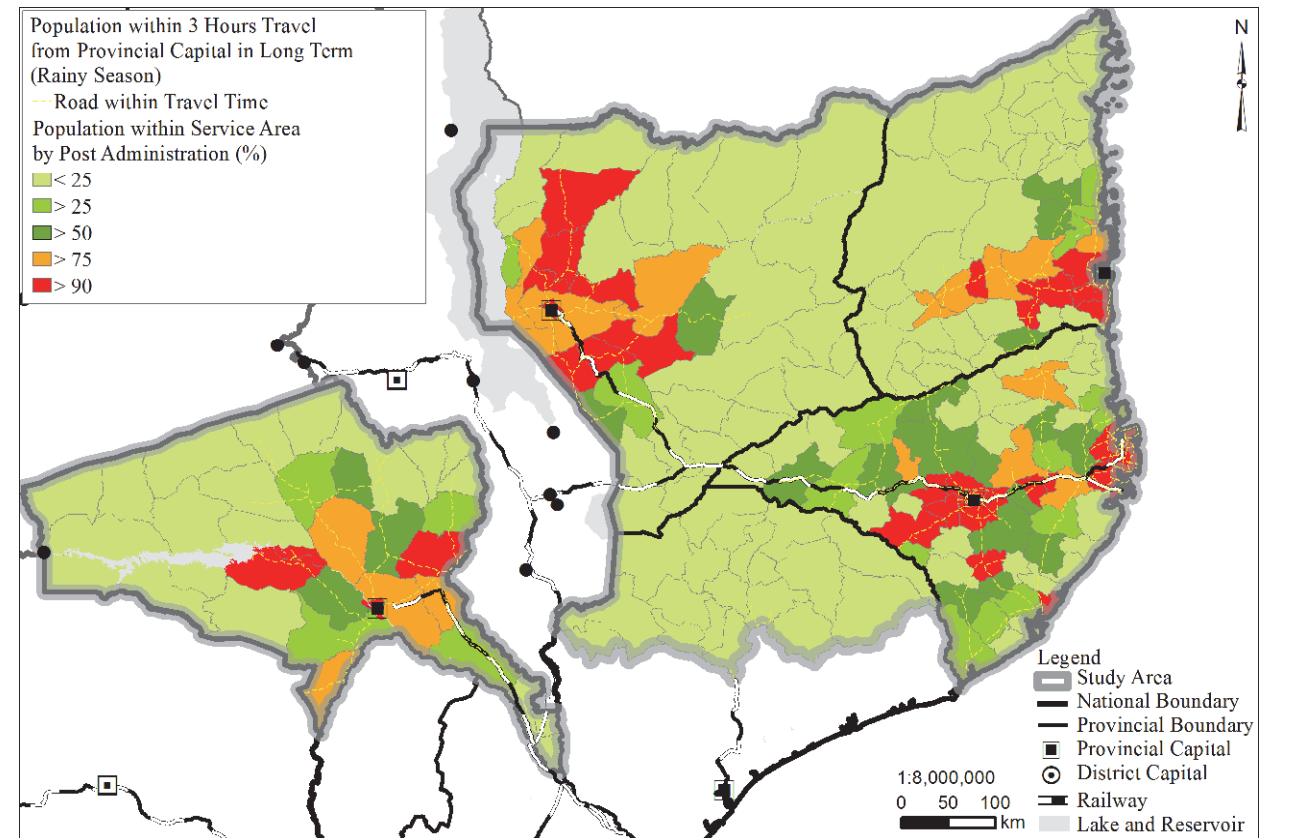 Population within 3 Hours Travel
from Provincial Capital in Long Term
(Rainy Season)
Road within Travel Time
Population within Service Area
by Post Administration (%)
< 25
> 25
> 50
> 75
> 90
N
Legend
Study Area
National Boundary
Provincial Boundary
Provincial Capital
District Capital
Railway
Lake and Reservoir
1:8,000,000
0 50 100
km